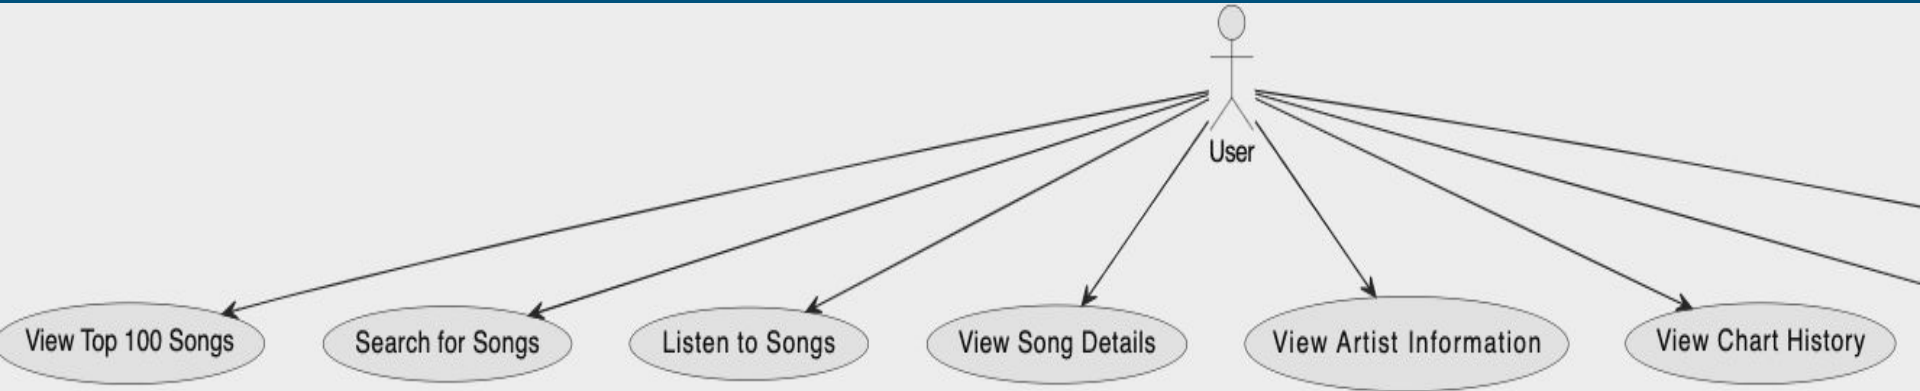 User
View Top 100 Songs
Search for Songs
Listen to Songs
View Song Details
View Artist Information
View Chart History